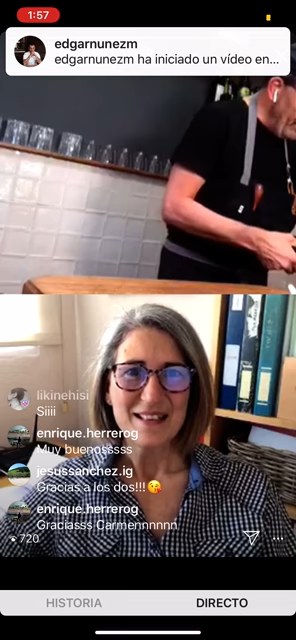 1:57
edgarnunezm
edgarnunezm ha iniciado un vídeo en...
likinehisi
Siiii
enrique.herrerog
Muy buenosssss
jesussanchez.ig
Gracias a los dos!!!😘
enrique.herrerog
Graciasss Carmennnnnn
720
HISTORIA
DIRECTO